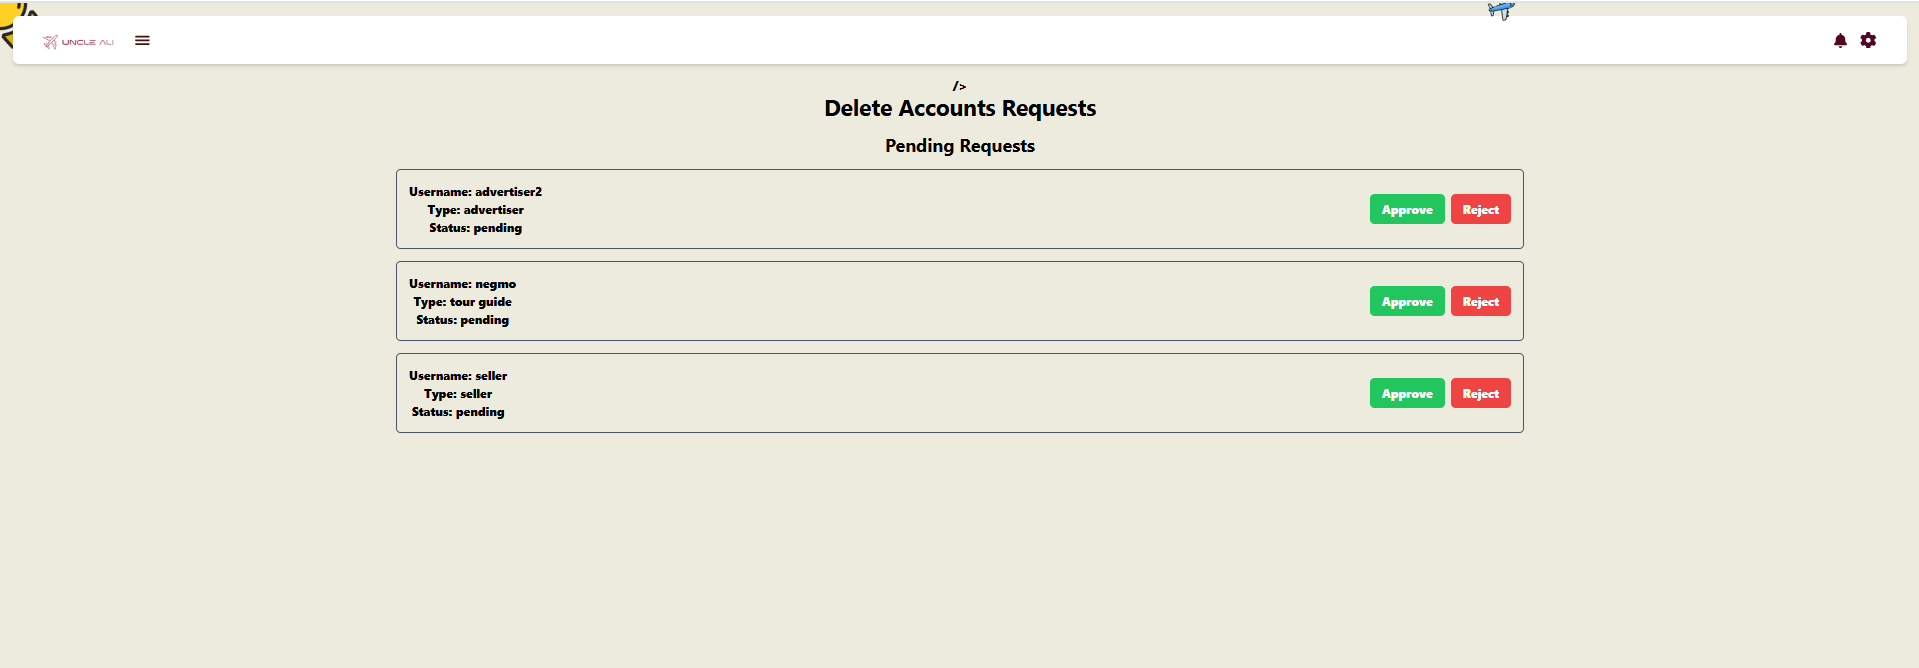 UNCLE ALI
/>
Delete Accounts Requests
Pending Requests
Username: advertiser2
Type: advertiser
Status: pending
Approve
Reject
Username: negmo
Type: tour guide
Status: pending
Approve
Reject
Username: seller
Type: seller
Status: pending
Approve
Reject